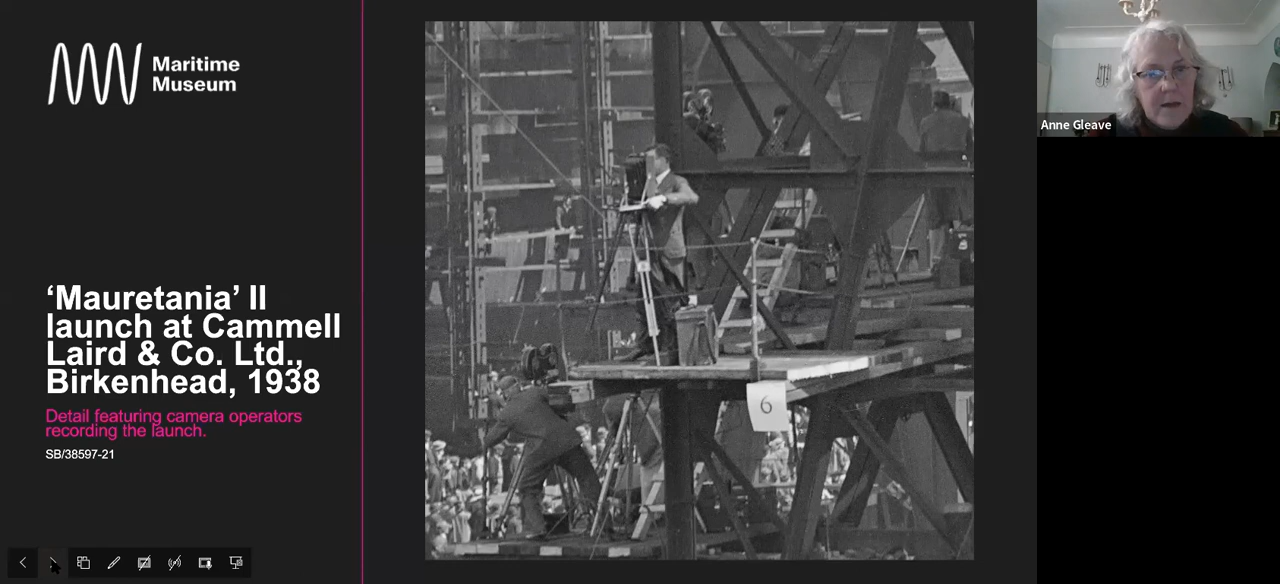 Maritime
Museum
‘Mauretania’ II
launch at Cammell
Laird & Co. Ltd.,
Birkenhead, 1938
Detail featuring camera operators
recording the launch.
SB/38597-21
6
Anne Gleave